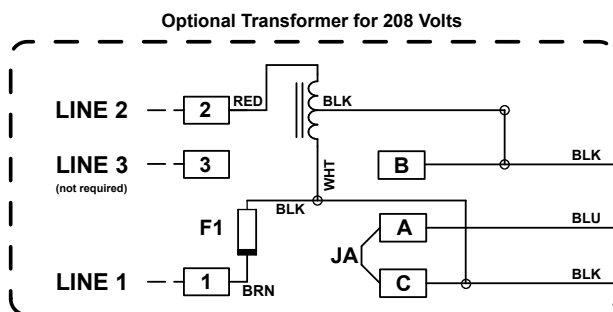 Optional Transformer for 208 Volts
LINE 2
2
RED
BLK
LINE 3
(not required)
3
WHT
B
BLK
BLK
F1
A
BLU
JA
LINE 1
1
BRN
C
BLK